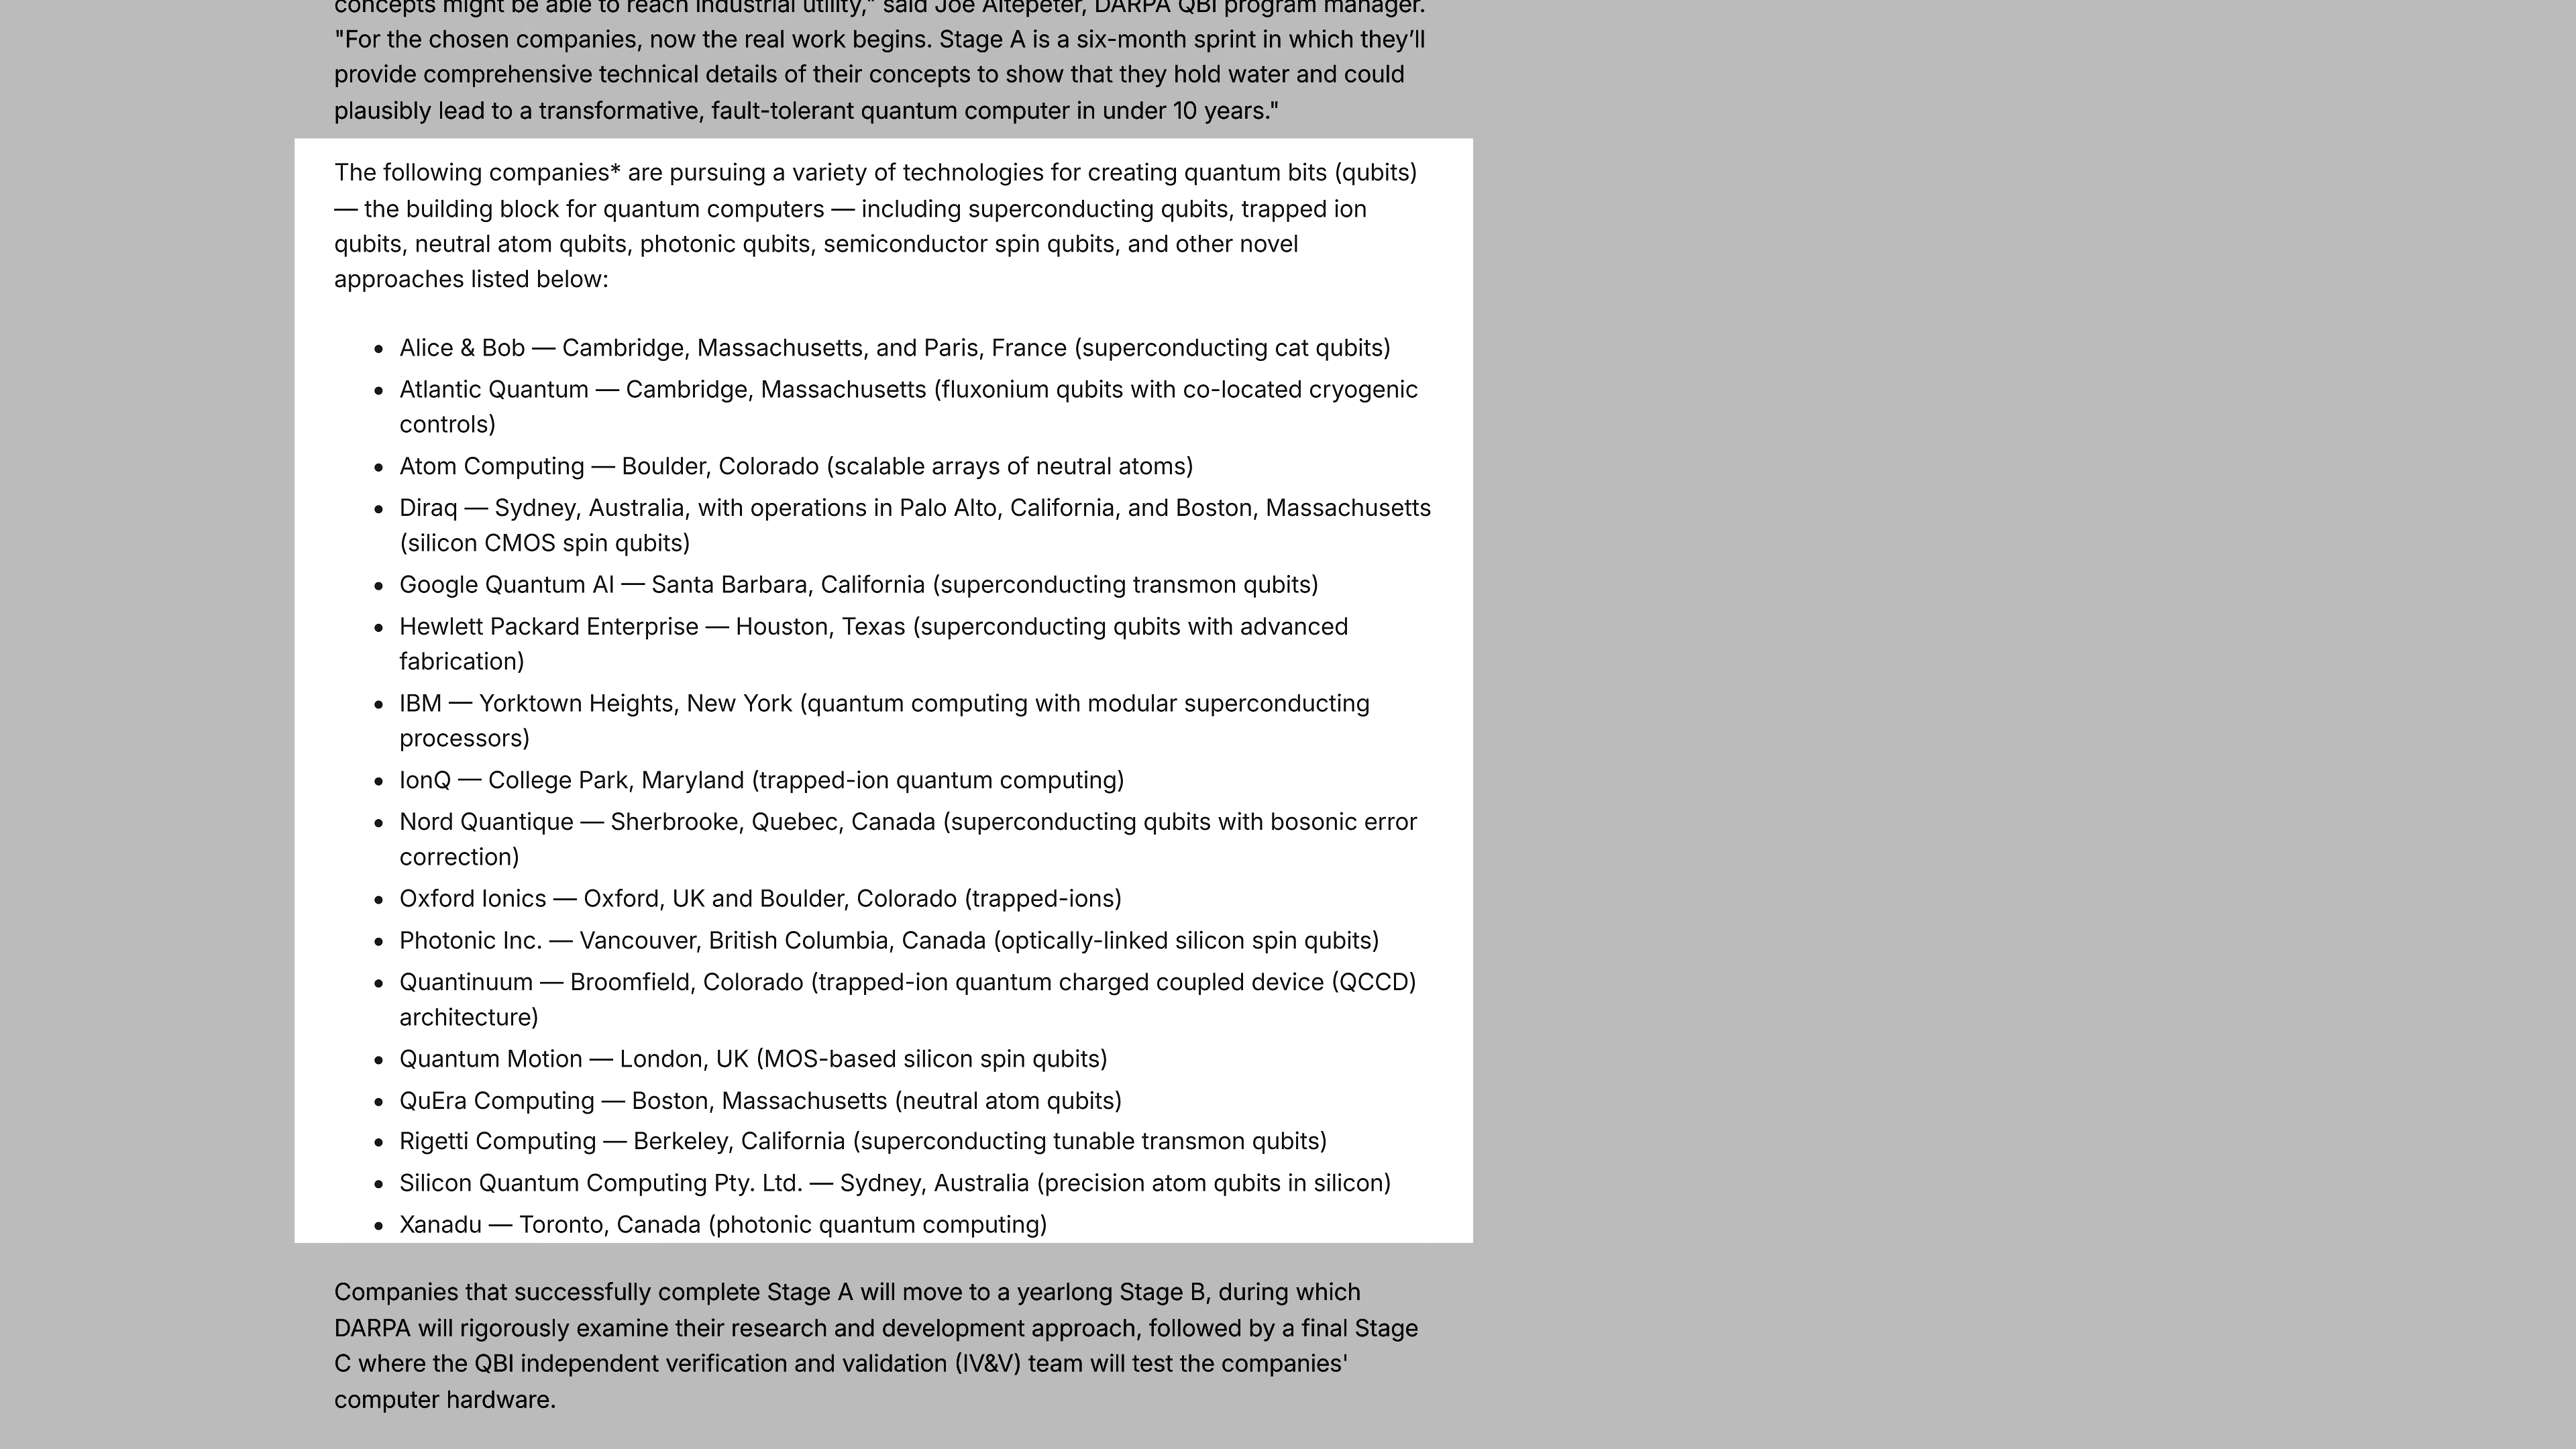 concepts might be able to reach industrial utility," said Joe Altepeter, DARPA QBI program manager.
"For the chosen companies, now the real work begins. Stage A is a six-month sprint in which they’ll
provide comprehensive technical details of their concepts to show that they hold water and could
plausibly lead to a transformative, fault-tolerant quantum computer in under 10 years."
The following companies* are pursuing a variety of technologies for creating quantum bits (qubits)
— the building block for quantum computers — including superconducting qubits, trapped ion
qubits, neutral atom qubits, photonic qubits, semiconductor spin qubits, and other novel
approaches listed below:
• Alice & Bob — Cambridge, Massachusetts, and Paris, France (superconducting cat qubits)
• Atlantic Quantum — Cambridge, Massachusetts (fluxonium qubits with co-located cryogenic
controls)
• Atom Computing — Boulder, Colorado (scalable arrays of neutral atoms)
• Diraq — Sydney, Australia, with operations in Palo Alto, California, and Boston, Massachusetts
(silicon CMOS spin qubits)
• Google Quantum AI — Santa Barbara, California (superconducting transmon qubits)
• Hewlett Packard Enterprise — Houston, Texas (superconducting qubits with advanced
fabrication)
• IBM — Yorktown Heights, New York (quantum computing with modular superconducting
processors)
• IonQ — College Park, Maryland (trapped-ion quantum computing)
• Nord Quantique — Sherbrooke, Quebec, Canada (superconducting qubits with bosonic error
correction)
• Oxford Ionics — Oxford, UK and Boulder, Colorado (trapped-ions)
• Photonic Inc. — Vancouver, British Columbia, Canada (optically-linked silicon spin qubits)
• Quantinuum — Broomfield, Colorado (trapped-ion quantum charged coupled device (QCCD)
architecture)
• Quantum Motion — London, UK (MOS-based silicon spin qubits)
• QuEra Computing — Boston, Massachusetts (neutral atom qubits)
• Rigetti Computing — Berkeley, California (superconducting tunable transmon qubits)
• Silicon Quantum Computing Pty. Ltd. — Sydney, Australia (precision atom qubits in silicon)
• Xanadu — Toronto, Canada (photonic quantum computing)
Companies that successfully complete Stage A will move to a yearlong Stage B, during which
DARPA will rigorously examine their research and development approach, followed by a final Stage
C where the QBI independent verification and validation (IV&V) team will test the companies'
computer hardware.